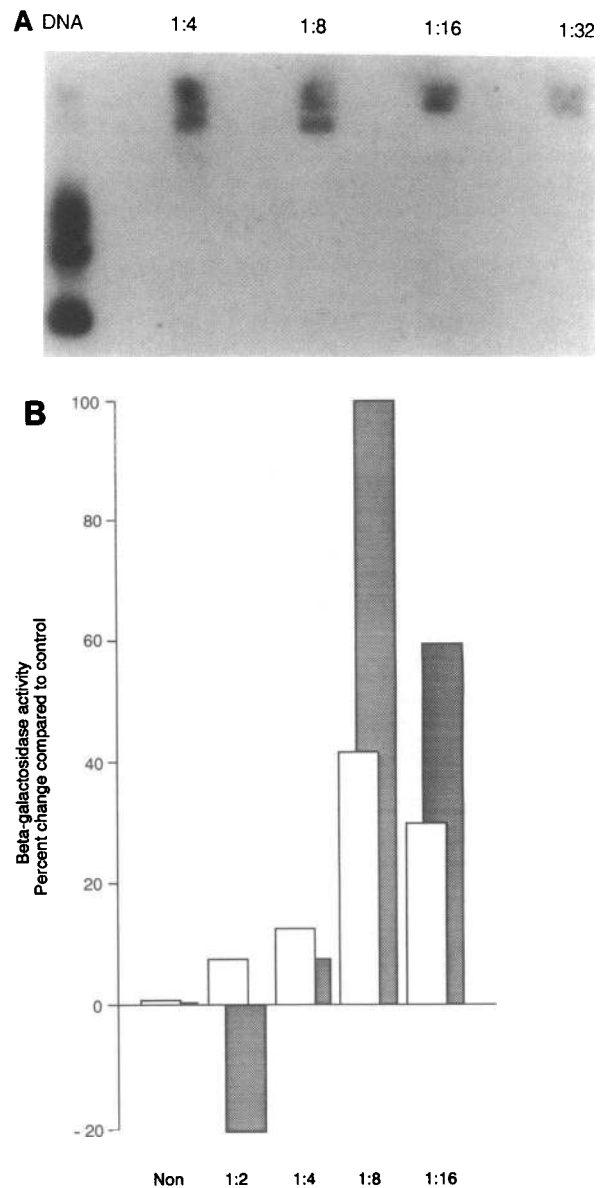 A DNA 1:4 1:8 1:16 1:32
B
100
80
60
40
20
0
- 20
Beta-galactosidase activity
Percent change compared to control
Non 1:2 1:4 1:8 1:16